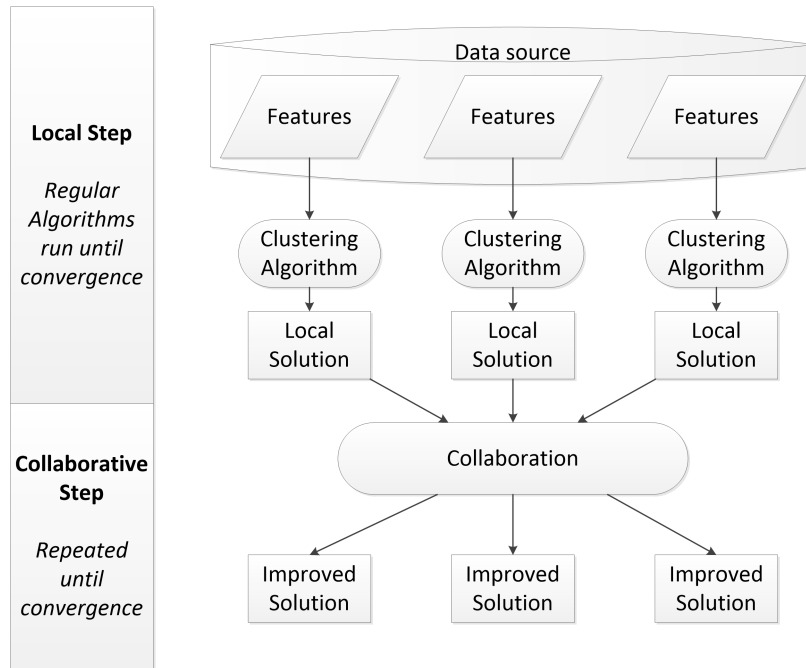 Local Step
Regular
Algorithms
run until
convergence
Collaborative
Step
Repeated
until
convergence
Data source
Features
Features
Features
Clustering
Algorithm
Clustering
Algorithm
Clustering
Algorithm
Local
Solution
Local
Solution
Local
Solution
Collaboration
Improved
Solution
Improved
Solution
Improved
Solution